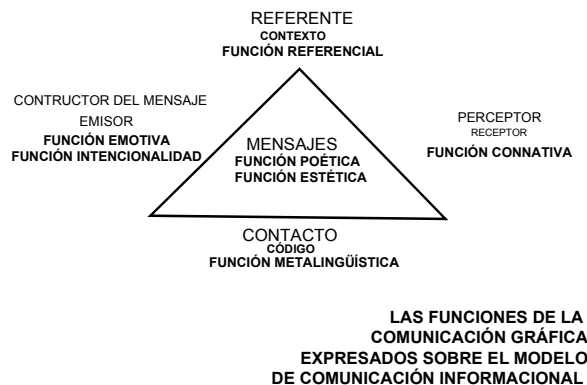 REFERENTE
CONTEXTO
FUNCIÓN REFERENCIAL
CONTRUCTOR DEL MENSAJE
EMISOR
FUNCIÓN EMOTIVA
FUNCIÓN INTENCIONALIDAD
MENSAJES
FUNCIÓN POÉTICA
FUNCIÓN ESTÉTICA
PERCEPTOR
RECEPTOR
FUNCIÓN CONNATIVA
CONTACTO
CÓDIGO
FUNCIÓN METALINGÜÍSTICA
LAS FUNCIONES DE LA
COMUNICACIÓN GRÁFICA
EXPRESADOS SOBRE EL MODELO
DE COMUNICACIÓN INFORMACIONAL